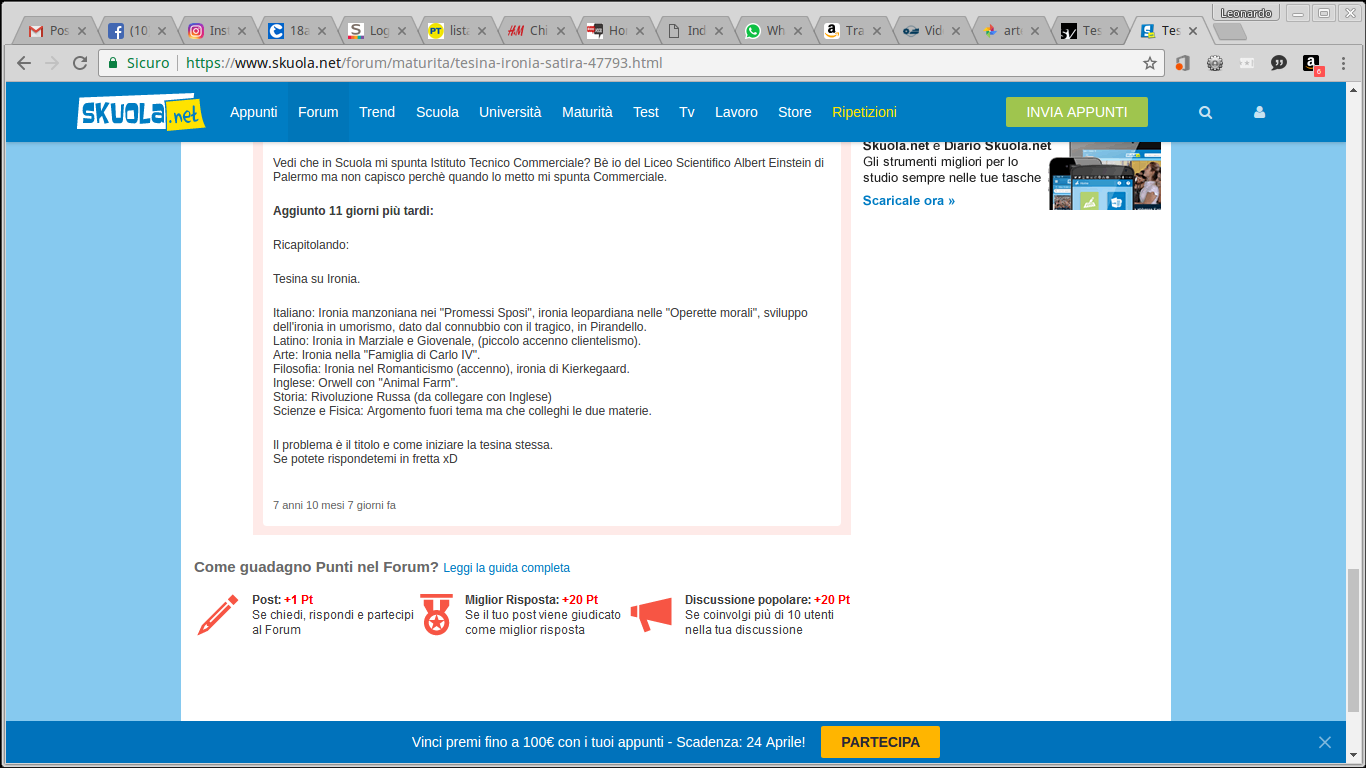 Leonardo
Pos
(10
Inst
18a
Log
lista
Chi
Ho
Ind
Wh
Tra
Vid
arte
Tes
Tes
Sicuro
https://www.skuola.net/forum/maturita/tesina-ironia-satira-47793.html
SKUOLA.net
Appunti
Forum
Trend
Scuola
Università
Maturità
Test
Tv
Lavoro
Store
Ripetizioni
INVIA APPUNTI
Vedi che in Scuola mi spunta Istituto Tecnico Commerciale? Bè io del Liceo Scientifico Albert Einstein di
Palermo ma non capisco perchè quando lo metto mi spunta Commerciale.
Aggiunto 11 giorni più tardi:
Ricapitolando:
Tesina su Ironia.
Italiano: Ironia manzoniana nei "Promessi Sposi", ironia leopardiana nelle "Operette morali", sviluppo
dell'ironia in umorismo, dato dal connubbio con il tragico, in Pirandello.
Latino: Ironia in Marziale e Giovenale, (piccolo accenno clientelismo).
Arte: Ironia nella "Famiglia di Carlo IV".
Filosofia: Ironia nel Romanticismo (accenno), ironia di Kierkegaard.
Inglese: Orwell con "Animal Farm".
Storia: Rivoluzione Russa (da collegare con Inglese)
Scienze e Fisica: Argomento fuori tema ma che colleghi le due materie.
Il problema è il titolo e come iniziare la tesina stessa.
Se potete rispondetemi in fretta xD
7 anni 10 mesi 7 giorni fa
Skuola.net e Diario Skuola.net
Gli strumenti migliori per lo
studio sempre nelle tue tasche
Scaricale ora »
Come guadagno Punti nel Forum? Leggi la guida completa
Post: +1 Pt
Se chiedi, rispondi e partecipi
al Forum
Miglior Risposta: +20 Pt
Se il tuo post viene giudicato
come miglior risposta
Discussione popolare: +20 Pt
Se coinvolgi più di 10 utenti
nella tua discussione
Vinci premi fino a 100€ con i tuoi appunti - Scadenza: 24 Aprile!
PARTECIPA